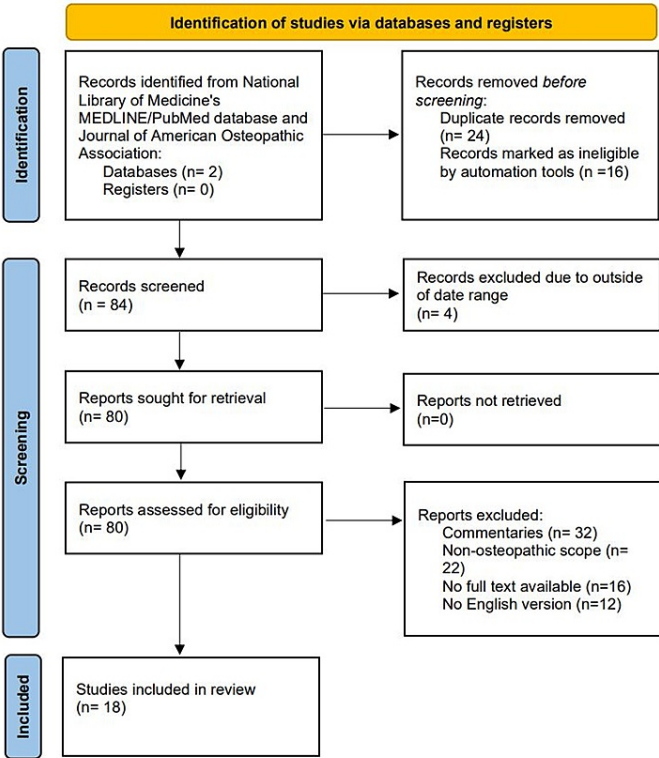 Identification of studies via databases and registers
Identification
Records identified from National
Library of Medicine's
MEDLINE/PubMed database and
Journal of American Osteopathic
Association:
Databases (n= 2)
Registers (n= 0)
Records removed before
screening:
Duplicate records removed
(n= 24)
Records marked as ineligible
by automation tools (n =16)
Screening
Records screened
(n = 84)
Records excluded due to outside
of date range
(n= 4)
Reports sought for retrieval
(n= 80)
Reports not retrieved
(n=0)
Reports assessed for eligibility
(n= 80)
Reports excluded:
Commentaries (n= 32)
Non-osteopathic scope (n=
22)
No full text available (n=16)
No English version (n=12)
Included
Studies included in review
(n= 18)